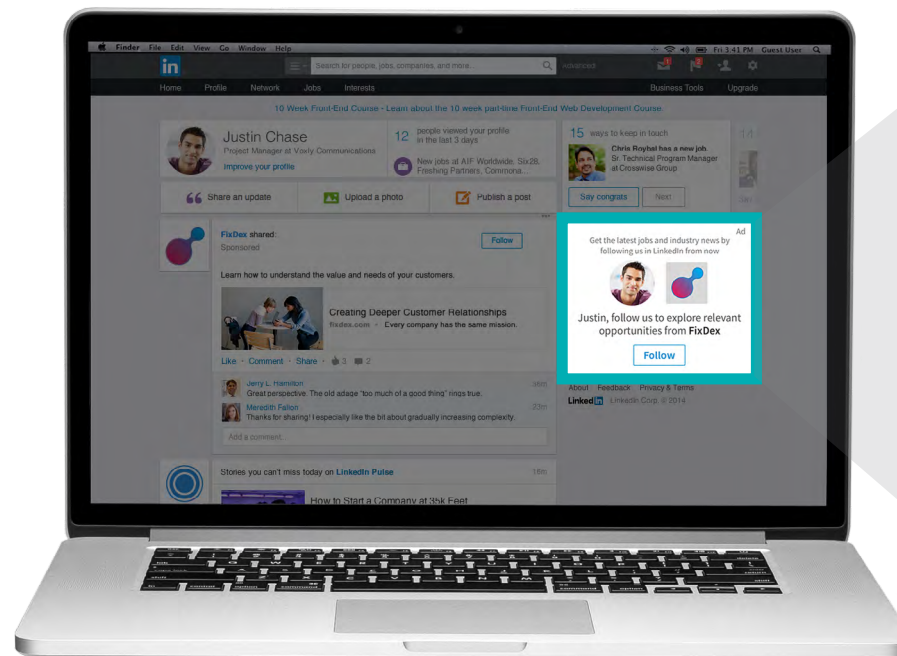 Finder File Edit View Go Window Help
Fri 3:41 PM Guest User
in
Search for people, jobs, companies, and more...
Advanced
1
2
Home Profile Network Jobs Interests
Business Tools Upgrade
10 Week Front-End Course - Learn about the 10 week part-time Front-End Web Development Course.
Justin Chase
Project Manager at Voxly Communications
Improve your profile
12 people viewed your profile
in the last 3 days
New jobs at AIF Worldwide, Six28,
Freshing Partners, Commona...
15 ways to keep in touch
Chris Roybal has a new job.
Sr. Technical Program Manager
at Crosswise Group
Say congrats Next
Share an update Upload a photo Publish a post
FixDex shared:
Sponsored
Follow
Learn how to understand the value and needs of your customers.
Creating Deeper Customer Relationships
fixdex.com · Every company has the same mission.
Like · Comment · Share · 3 2
Jerry L. Hamilton
Great perspective. The old adage "too much of a good thing" rings true.
Meredith Fallon
Thanks for sharing! I especially like the bit about gradually increasing complexity.
Add a comment...
Stories you can't miss today on LinkedIn Pulse
How to Start a Company at 35k Feet
Ad
Get the latest jobs and industry news by
following us in LinkedIn from now
Justin, follow us to explore relevant
opportunities from FixDex
Follow
About Feedback Privacy & Terms
LinkedIn LinkedIn Corp. © 2014